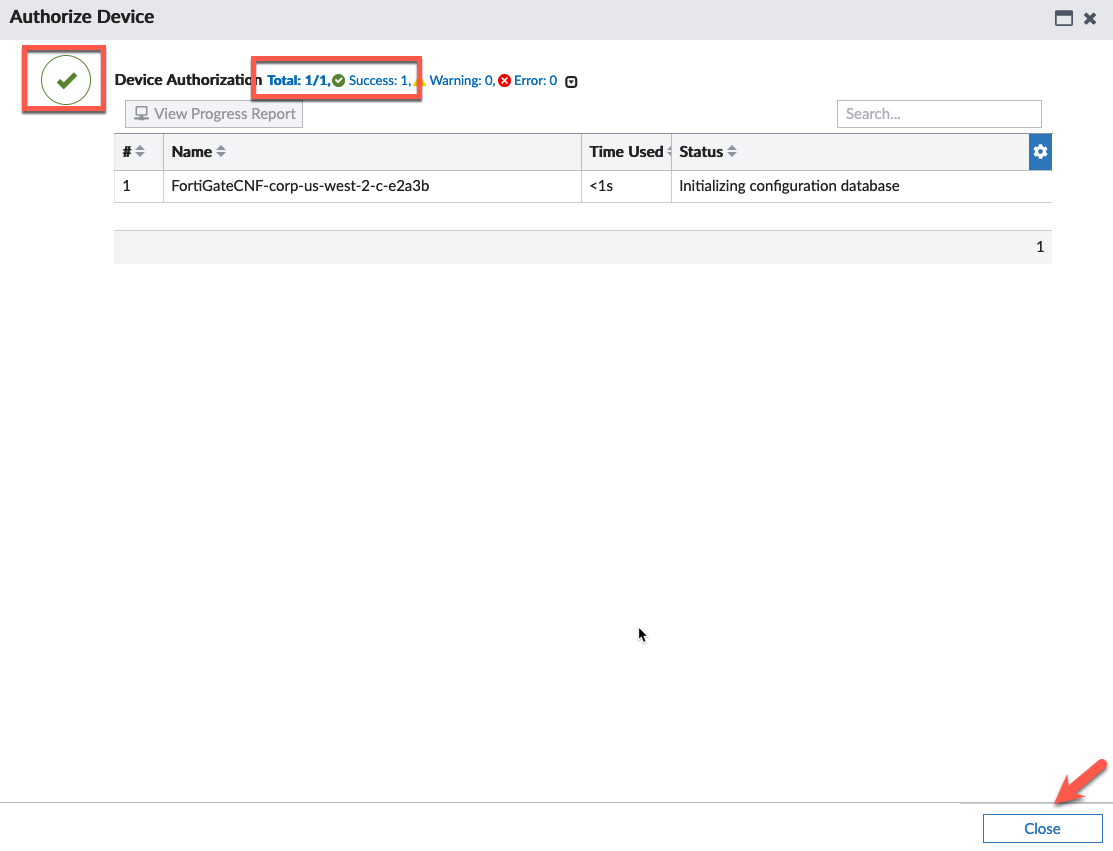 Authorize Device
Device Authorization Total: 1/1, Success: 1, Warning: 0, Error: 0
View Progress Report Search...
# Name Time Used Status
1 FortiGateCNF-corp-us-west-2-c-e2a3b <1s Initializing configuration database
1
Close